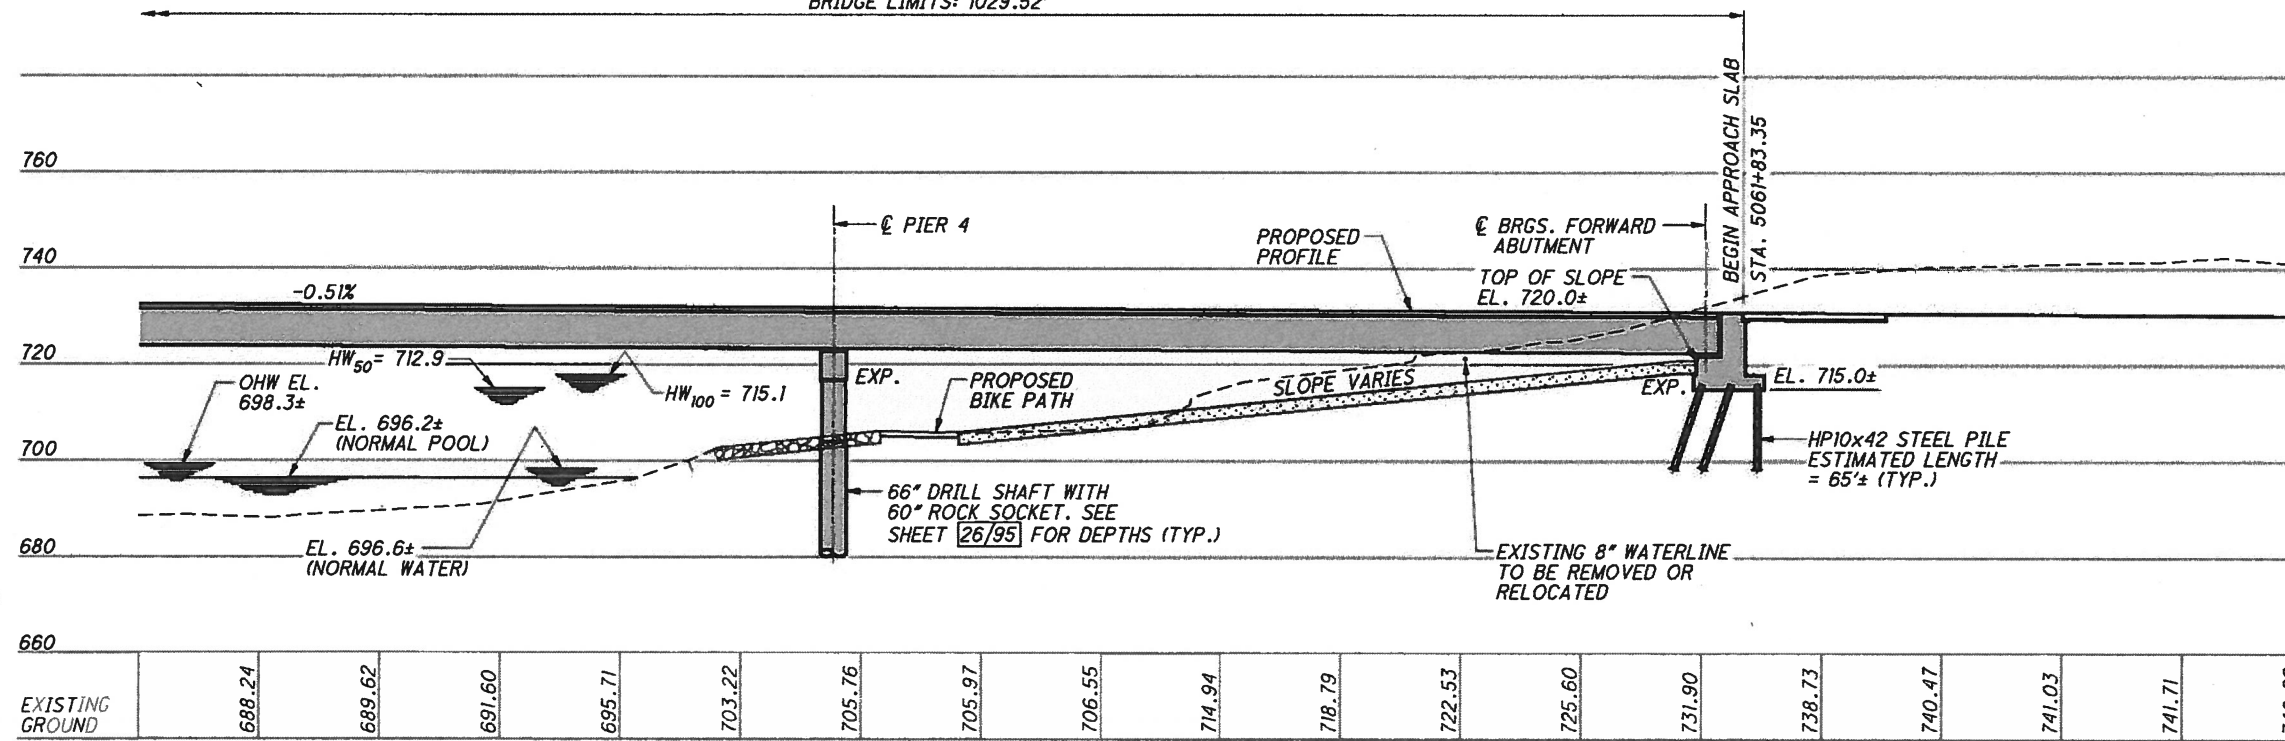 BRIDGE LIMITS: 1029.52'
BEGIN APPROACH SLAB
STA. 5061+83.35
760
℄ PIER 4
PROPOSED
PROFILE
℄ BRGS. FORWARD
ABUTMENT
740
TOP OF SLOPE
EL. 720.0±
-0.51%
720
HW50= 712.9
OHW EL.
698.3±
HW100 = 715.1
EXP.
PROPOSED
BIKE PATH
SLOPE VARIES
EXP.
EL. 715.0±
EL. 696.2±
(NORMAL POOL)
700
HP10x42 STEEL PILE
ESTIMATED LENGTH
= 65'± (TYP.)
66" DRILL SHAFT WITH
60" ROCK SOCKET. SEE
SHEET 26/95 FOR DEPTHS (TYP.)
680
EL. 696.6±
(NORMAL WATER)
EXISTING 8" WATERLINE
TO BE REMOVED OR
RELOCATED
660
EXISTING
GROUND
688.24
689.62
691.60
695.71
703.22
705.76
705.97
706.55
714.94
718.79
722.53
725.60
731.90
738.73
740.47
741.03
741.71